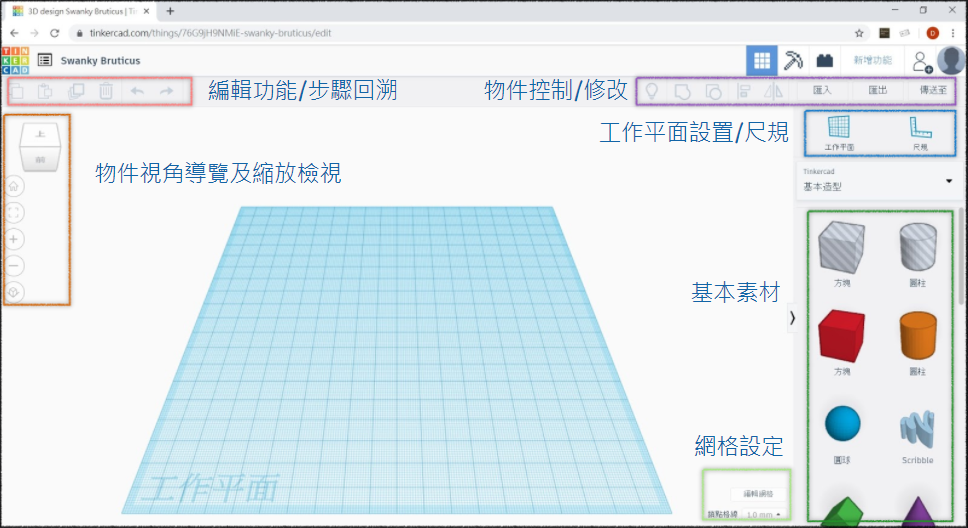 3D design Swanky Bruticus | Tin
tinkercad.com/things/76G9jH9NMiE-swanky-bruticus/edit
D
TINKERCAD
Swanky Bruticus
新增功能
編輯功能/步驟回溯
物件控制/修改
匯入
匯出
傳送至
工作平面設置/尺規
工作平面
尺規
上
前
物件視角導覽及縮放檢視
Tinkercad
基本造型
方塊
圓柱
基本素材
方塊
圓柱
網格設定
圓球
Scribble
工作平面
編輯網格
鎖點格線
1.0 mm